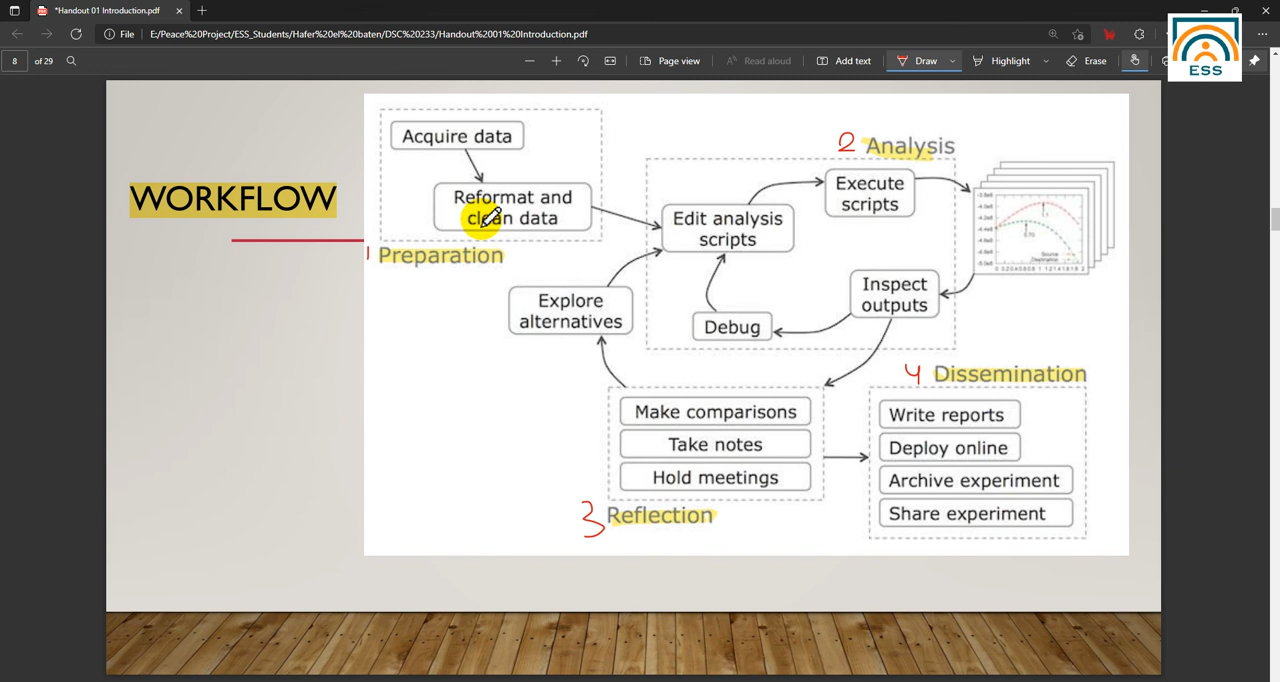 *Handout 01 Introduction.pdf
File
E:/Peace%20Project/ESS_Students/Hafer%20el%20baten/DSC%20233/Handout%2001%20Introduction.pdf
ESS
8 of 29
Page view
Read aloud
Add text
Draw
Highlight
Erase
WORKFLOW
Acquire data
Reformat and
clean data
1 Preparation
2 Analysis
Edit analysis
scripts
Execute
scripts
Inspect
outputs
Debug
Explore
alternatives
Make comparisons
Take notes
Hold meetings
3 Reflection
4 Dissemination
Write reports
Deploy online
Archive experiment
Share experiment